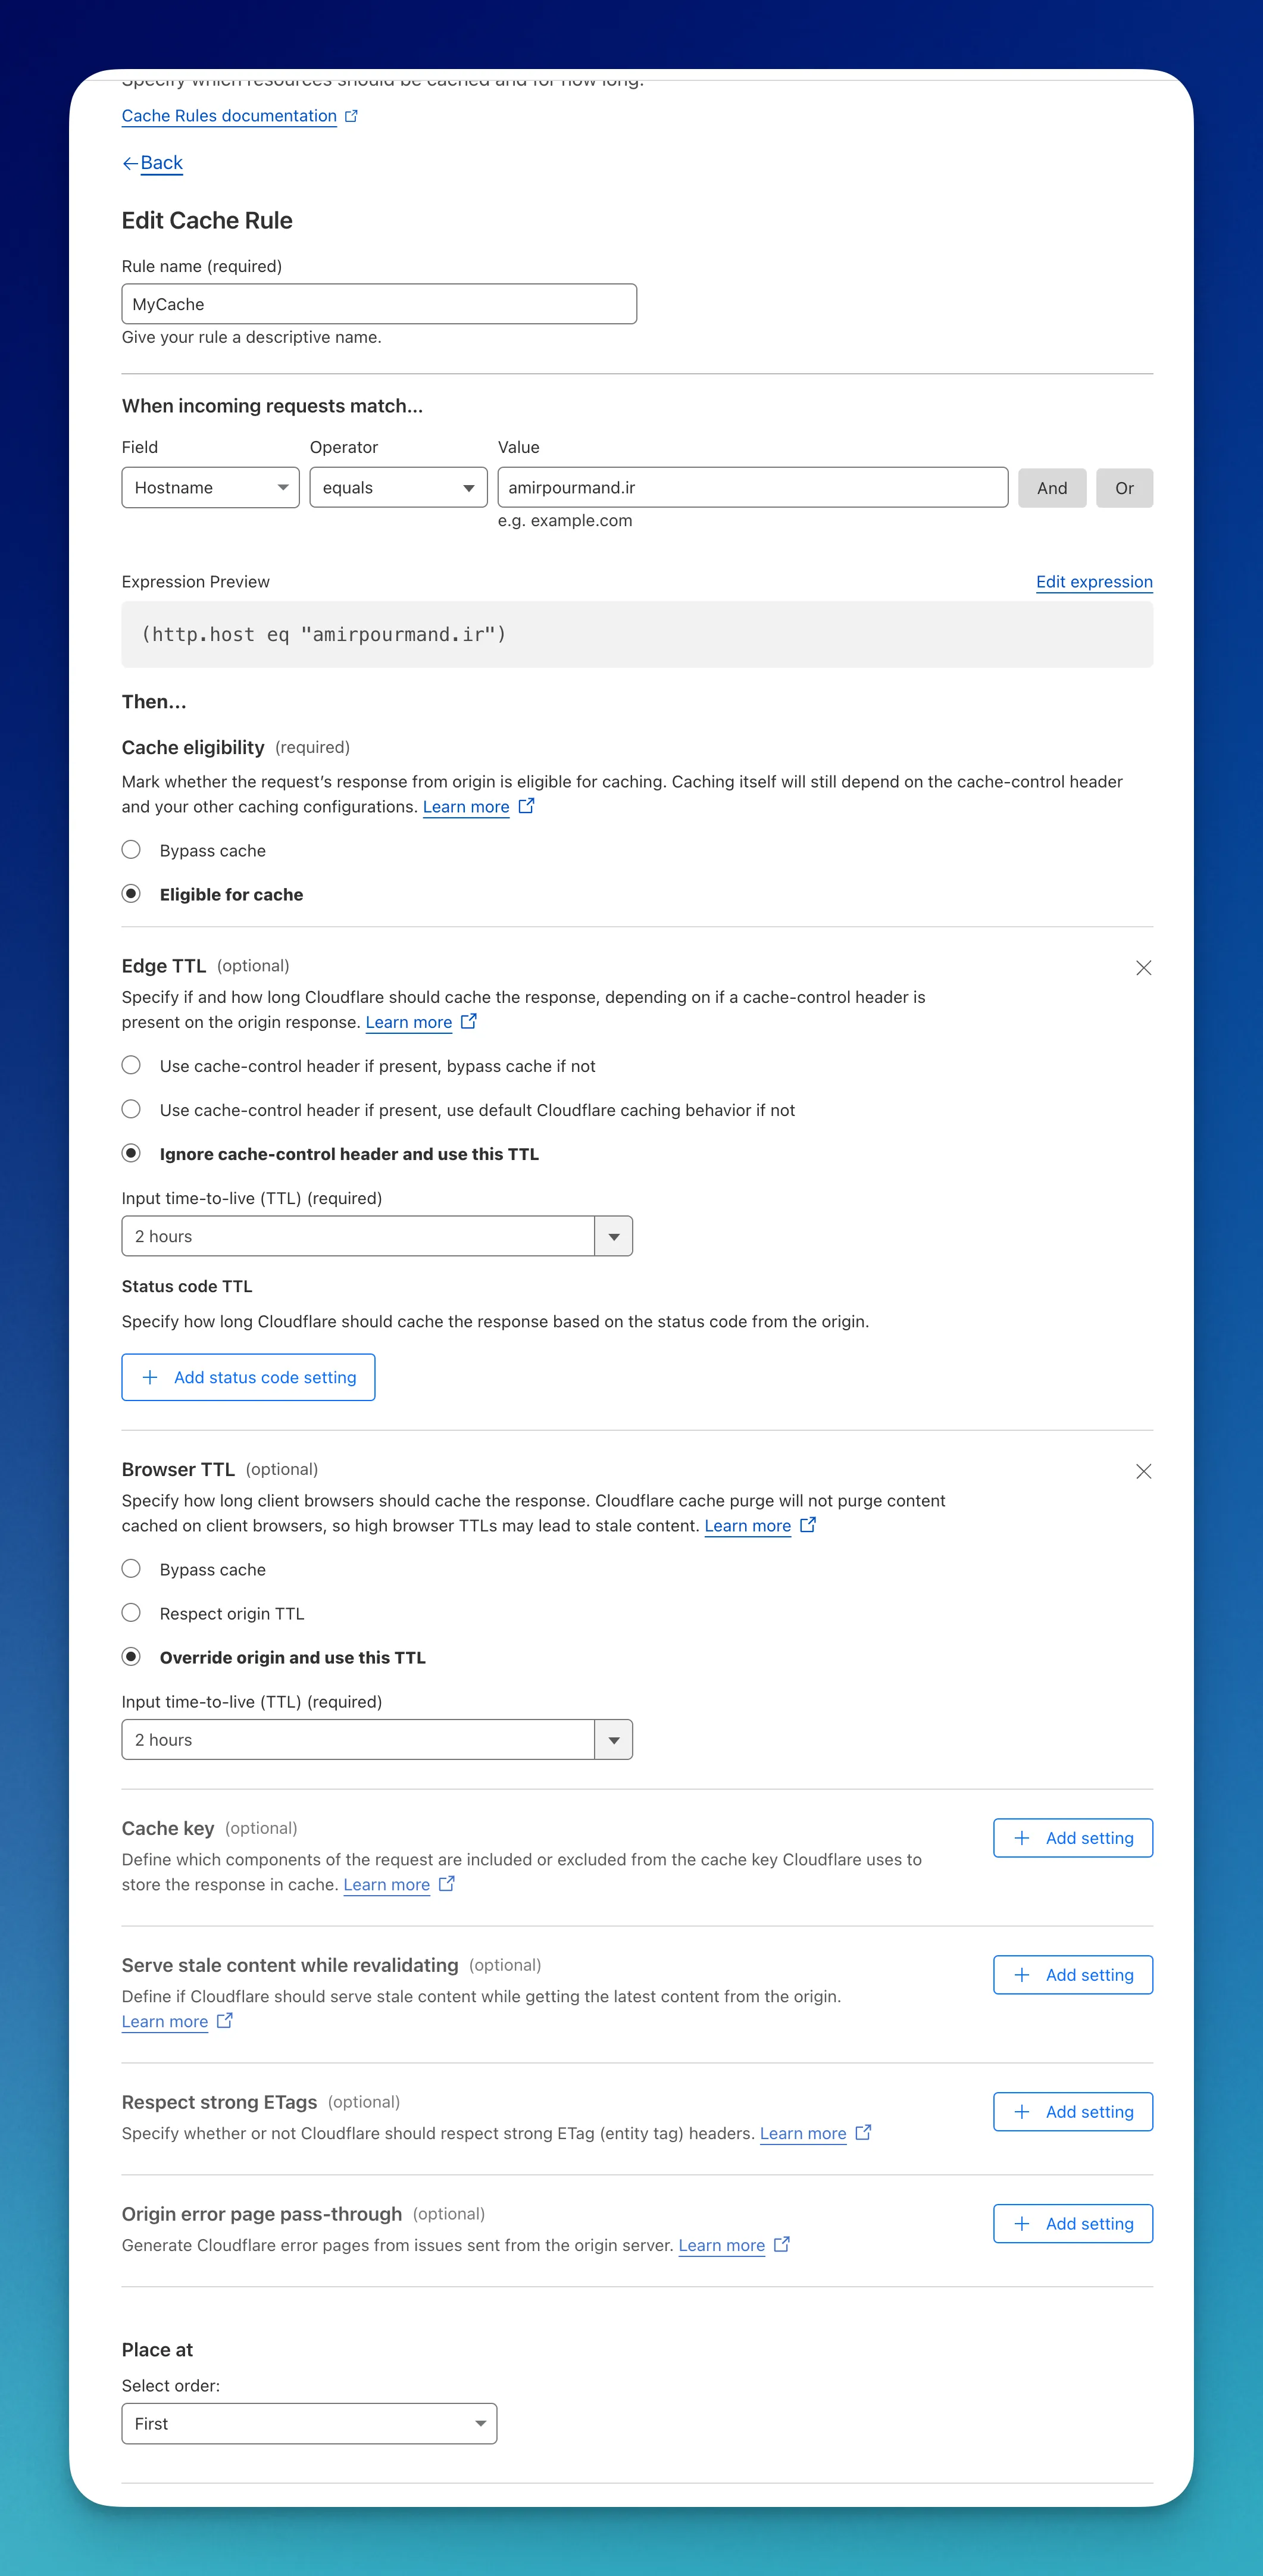 Specify which resources should be cached and for how long.
Cache Rules documentation
Back
Edit Cache Rule
Rule name (required)
MyCache
Give your rule a descriptive name.
When incoming requests match...
Field Operator Value
Hostname equals amirpourmand.ir And Or
e.g. example.com
Expression Preview Edit expression
(http.host eq "amirpourmand.ir")
Then...
Cache eligibility (required)
Mark whether the request's response from origin is eligible for caching. Caching itself will still depend on the cache-control header
and your other caching configurations. Learn more
Bypass cache
Eligible for cache
Edge TTL (optional)
Specify if and how long Cloudflare should cache the response, depending on if a cache-control header is
present on the origin response. Learn more
Use cache-control header if present, bypass cache if not
Use cache-control header if present, use default Cloudflare caching behavior if not
Ignore cache-control header and use this TTL
Input time-to-live (TTL) (required)
2 hours
Status code TTL
Specify how long Cloudflare should cache the response based on the status code from the origin.
Add status code setting
Browser TTL (optional)
Specify how long client browsers should cache the response. Cloudflare cache purge will not purge content
cached on client browsers, so high browser TTLs may lead to stale content. Learn more
Bypass cache
Respect origin TTL
Override origin and use this TTL
Input time-to-live (TTL) (required)
2 hours
Cache key (optional) Add setting
Define which components of the request are included or excluded from the cache key Cloudflare uses to
store the response in cache. Learn more
Serve stale content while revalidating (optional) Add setting
Define if Cloudflare should serve stale content while getting the latest content from the origin.
Learn more
Respect strong ETags (optional) Add setting
Specify whether or not Cloudflare should respect strong ETag (entity tag) headers. Learn more
Origin error page pass-through (optional) Add setting
Generate Cloudflare error pages from issues sent from the origin server. Learn more
Place at
Select order:
First